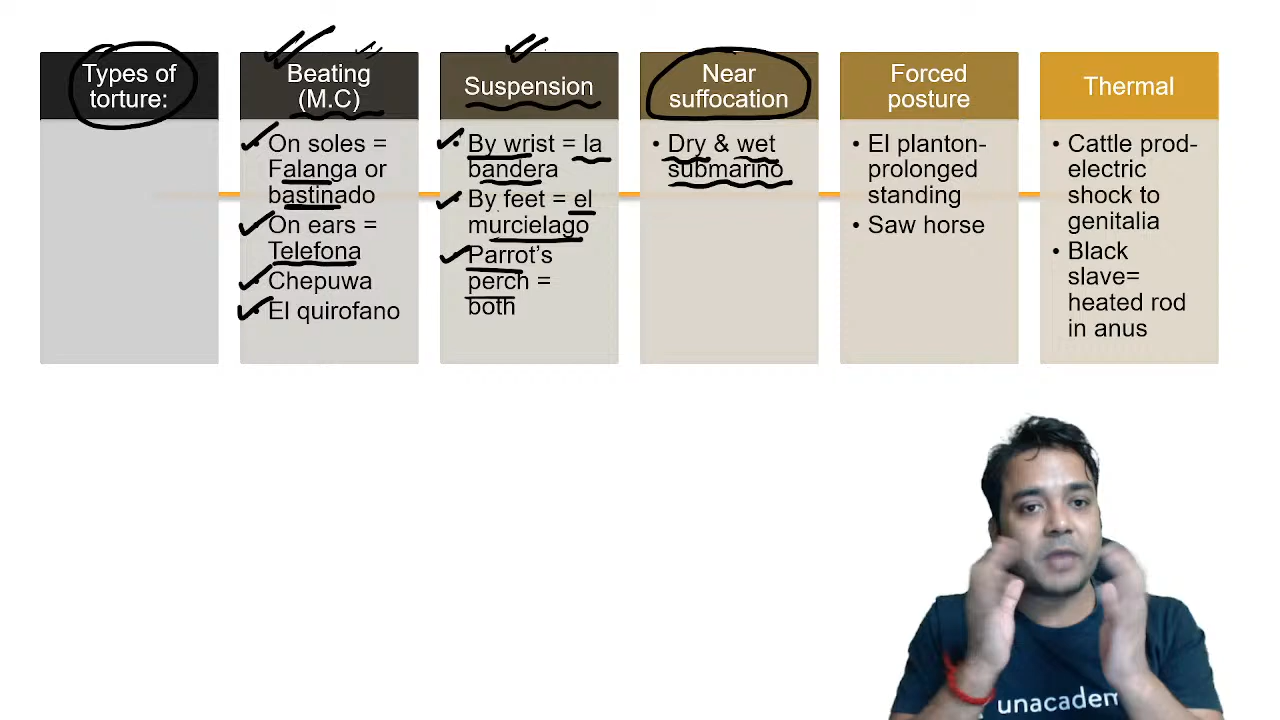 Types of
torture:
Beating
(M.C)
On soles =
Falanga or
bastinado
On ears =
Telefona
Chepuwa
El quirofano
Suspension
By wrist = la
bandera
By feet = el
murcielago
Parrot's
perch =
both
Near
suffocation
Dry & wet
submarino
Forced
posture
El planton-
prolonged
standing
Saw horse
Thermal
Cattle prod-
electric
shock to
genitalia
Black
slave=
heated rod
in anus
unacadem